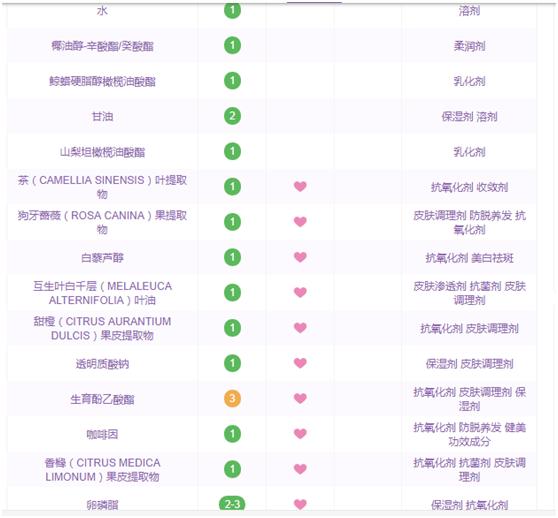 水 1 溶剂
椰油醇-辛酸酯/癸酸酯 1 柔润剂
鲸蜡硬脂醇橄榄油酸酯 1 乳化剂
甘油 2 保湿剂 溶剂
山梨坦橄榄油酸酯 1 乳化剂
茶（CAMELLIA SINENSIS）叶提取
物
1 抗氧化剂 收敛剂
狗牙蔷薇（ROSA CANINA）果提取
物
1
皮肤调理剂 防脱养发 抗
氧化剂
白藜芦醇 1 抗氧化剂 美白祛斑
互生叶白千层（MELALEUCA
ALTERNIFOLIA）叶油
1
皮肤渗透剂 抗菌剂 皮肤
调理剂
甜橙（CITRUS AURANTIUM
DULCIS）果皮提取物
1 抗氧化剂 皮肤调理剂
透明质酸钠 1 保湿剂 皮肤调理剂
生育酚乙酸酯 3
抗氧化剂 皮肤调理剂 保
湿剂
咖啡因 1
抗氧化剂 防脱养发 健美
功效成分
香橼（CITRUS MEDICA
LIMONUM）果皮提取物
1
抗氧化剂 抗菌剂 皮肤调
理剂
卵磷脂 2-3 保湿剂 抗氧化剂